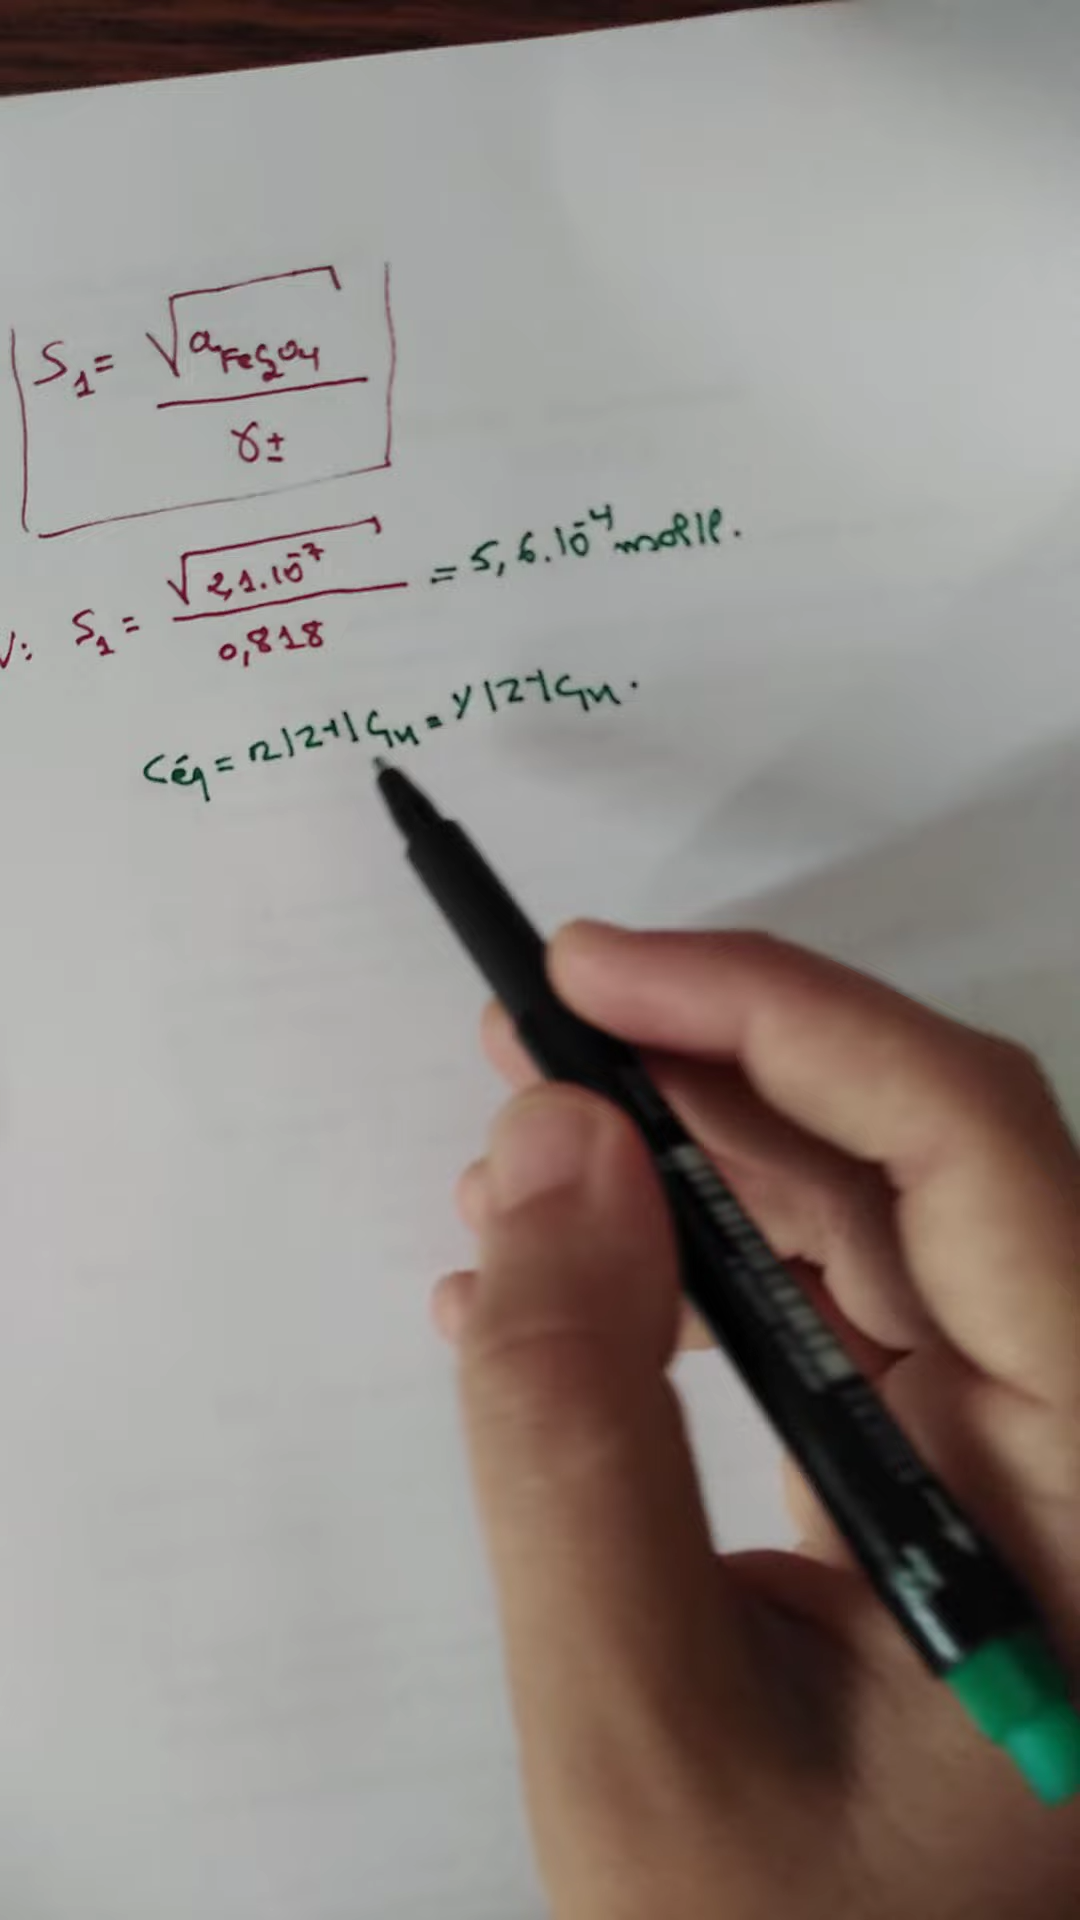 S₁ = √a_FeC₂O₄ / γ±
V: S₁ = √2,1.10⁻⁷ / 0,818 = 5,6.10⁻⁴ mol/l.
Céq = x|z+|C_M = y|z-|C_M.